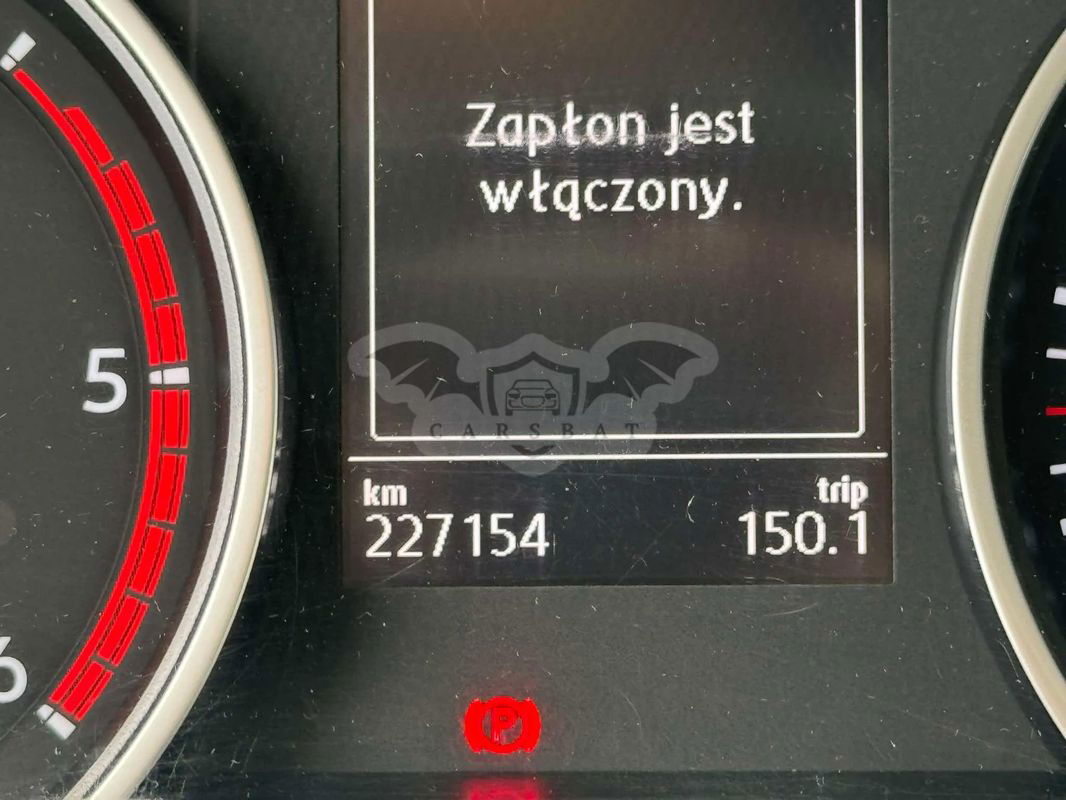 Zapłon jest
włączony.
5
CARSBAT
km trip
227154 150.1
P
6